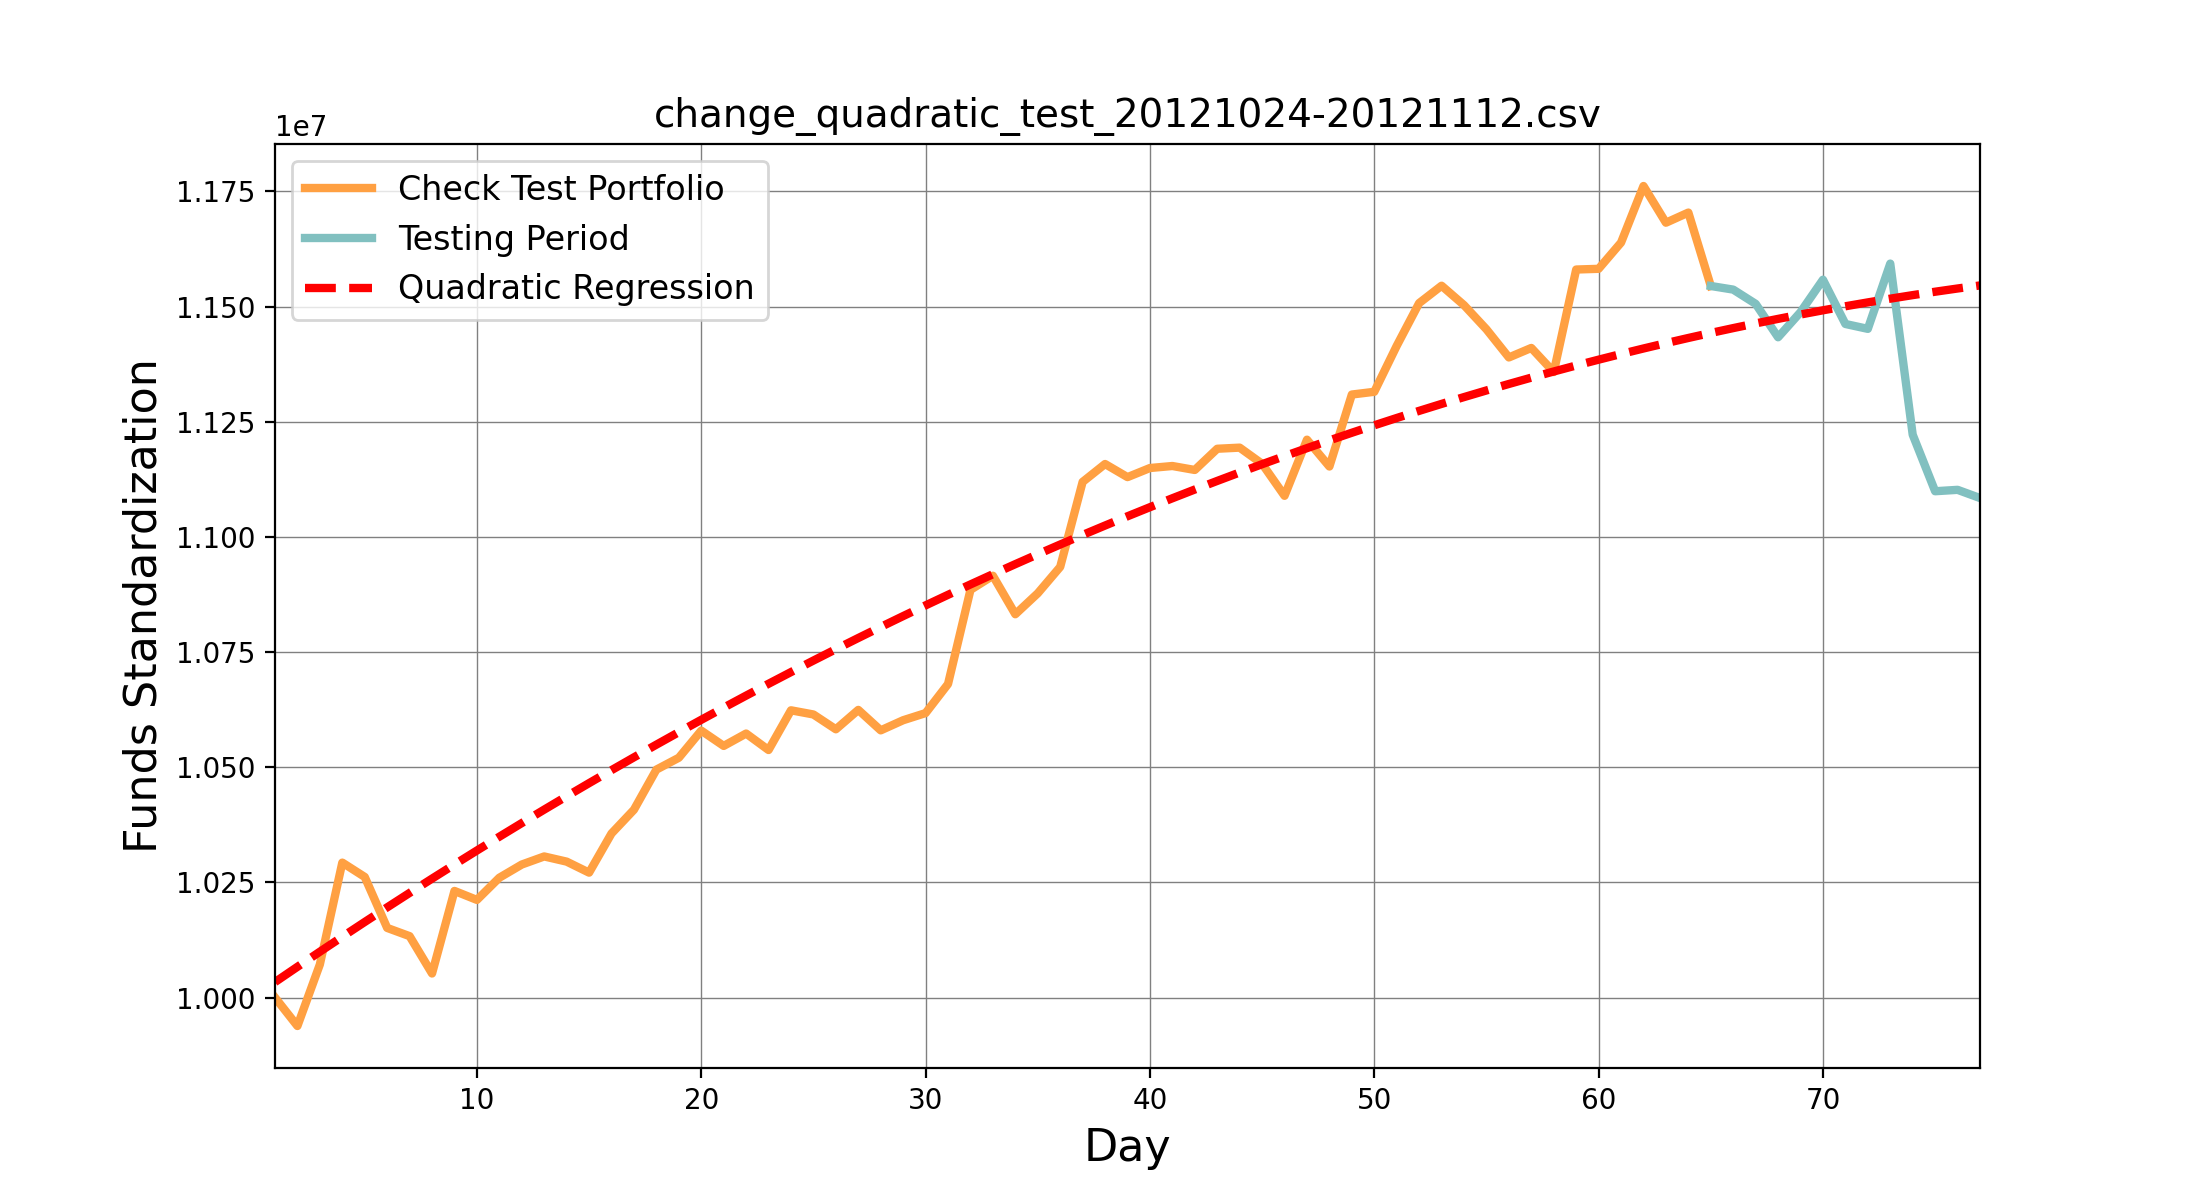 change_quadratic_test_20121024-20121112.csv
1e7
Check Test Portfolio
Testing Period
Quadratic Regression
1.175
1.150
1.125
1.100
1.075
1.050
1.025
1.000
Funds Standardization
10 20 30 40 50 60 70
Day